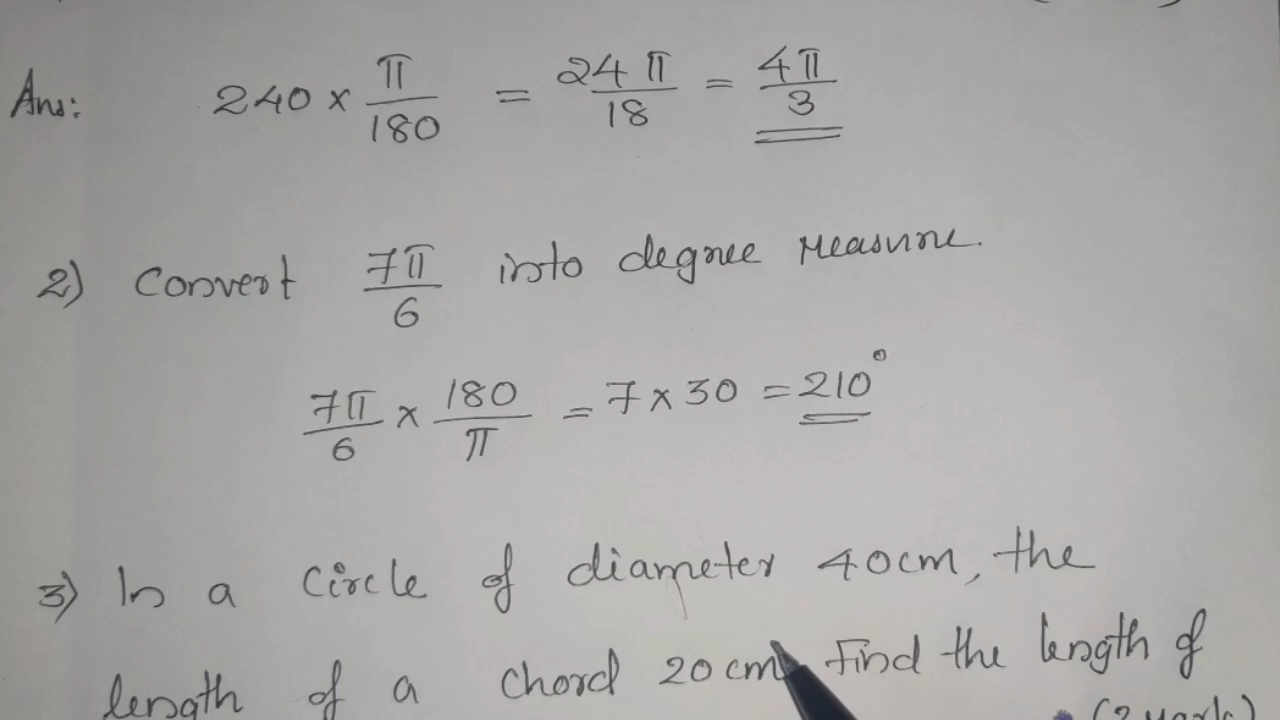 Ans: 240 × π/180 = 24π/18 = 4π/3
2) Convert 7π/6 into degree measure.
7π/6 × 180/π = 7 × 30 = 210°
3) In a circle of diameter 40cm, the
length of a chord 20cm Find the length of